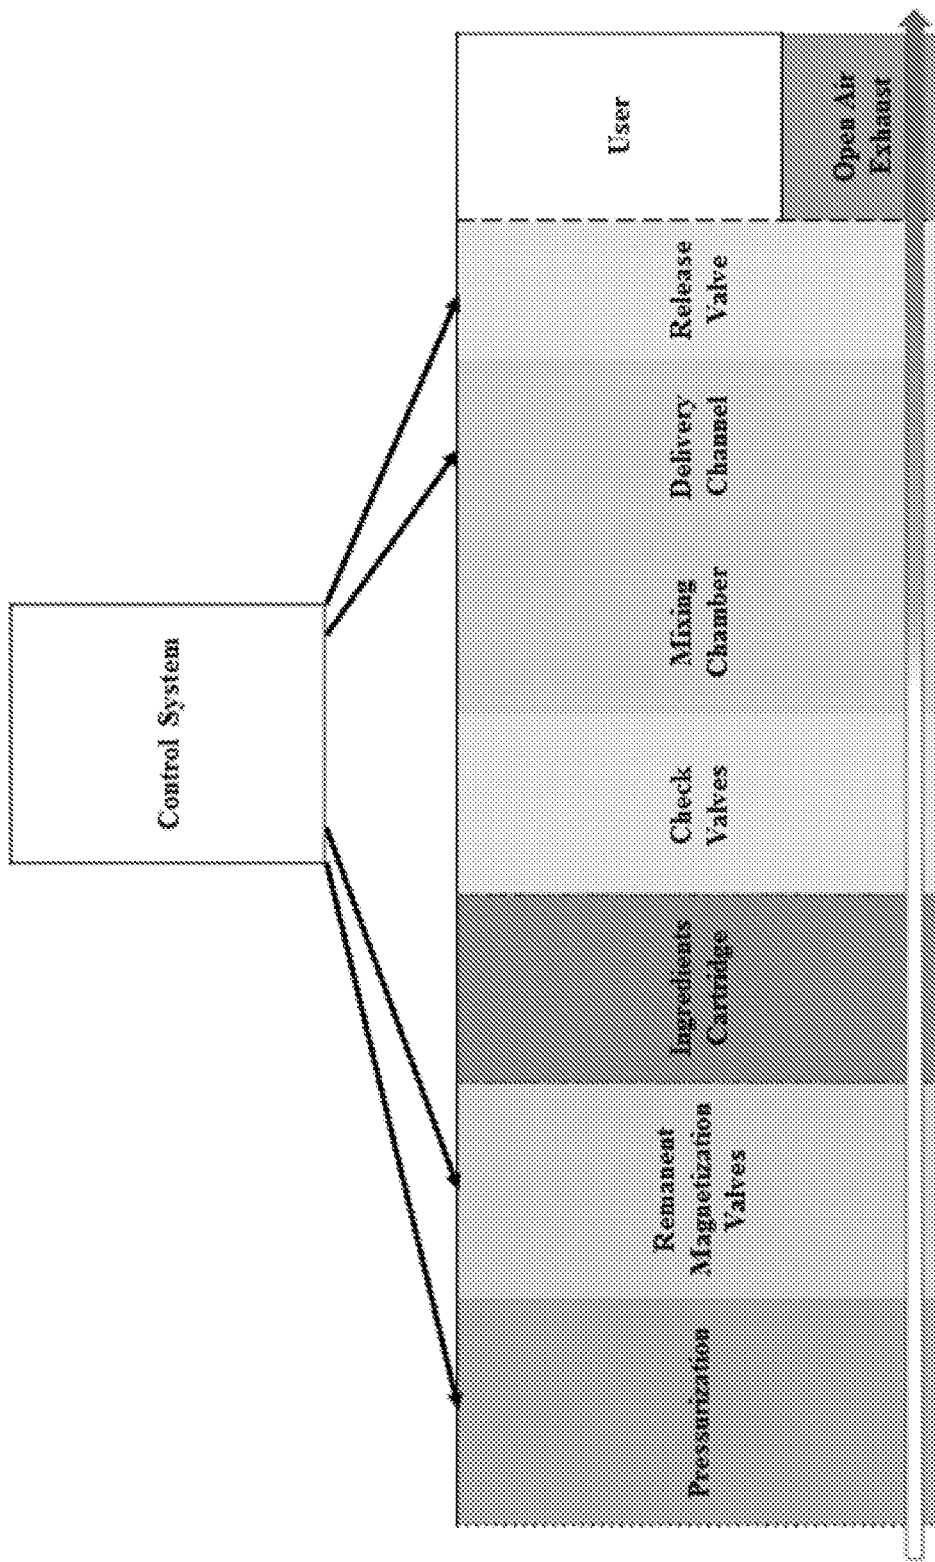 Control System
Pressurization
Remanent
Magnetization
Valves
Ingredients
Cartridge
Check
Valves
Mixing
Chamber
Delivery
Channel
Release
Valve
User
Open Air
Exhaust